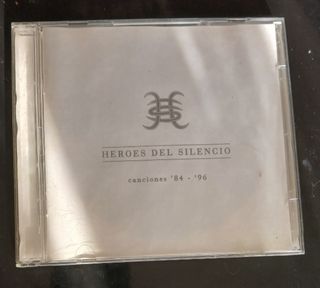 HEROES DEL SILENCIO
canciones '84 - '96